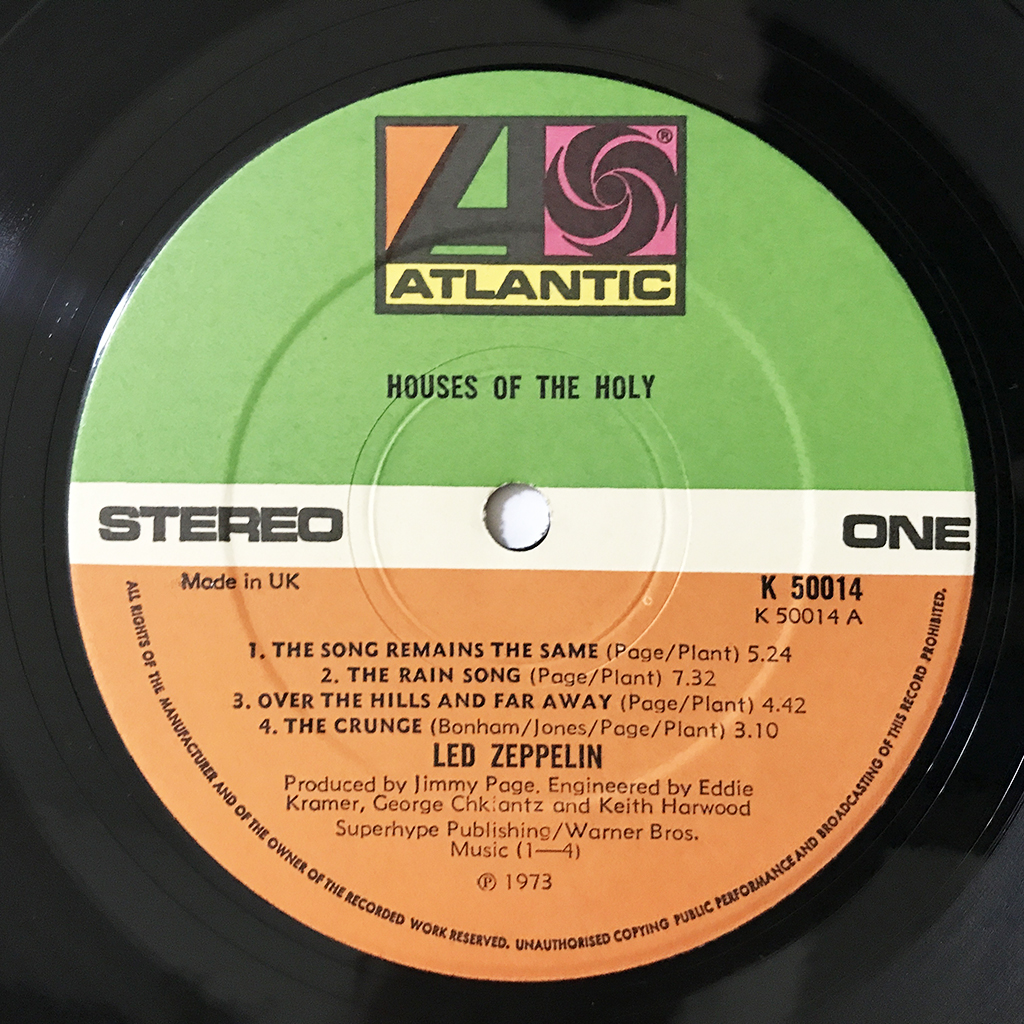 A
®
ATLANTIC
HOUSES OF THE HOLY
STEREO
ONE
Made in UK
K 50014
K 50014 A
1. THE SONG REMAINS THE SAME (Page/Plant) 5.24
2. THE RAIN SONG (Page/Plant) 7.32
3. OVER THE HILLS AND FAR AWAY (Page/Plant) 4.42
4. THE CRUNGE (Bonham/Jones/Page/Plant) 3.10
LED ZEPPELIN
Produced by Jimmy Page. Engineered by Eddie
Kramer, George Chkiantz and Keith Harwood
Superhype Publishing/Warner Bros.
Music (1—4)
℗ 1973
ALL RIGHTS OF THE MANUFACTURER AND OF THE OWNER OF THE RECORDED WORK RESERVED. UNAUTHORISED COPYING PUBLIC PERFORMANCE AND BROADCASTING OF THIS RECORD PROHIBITED.